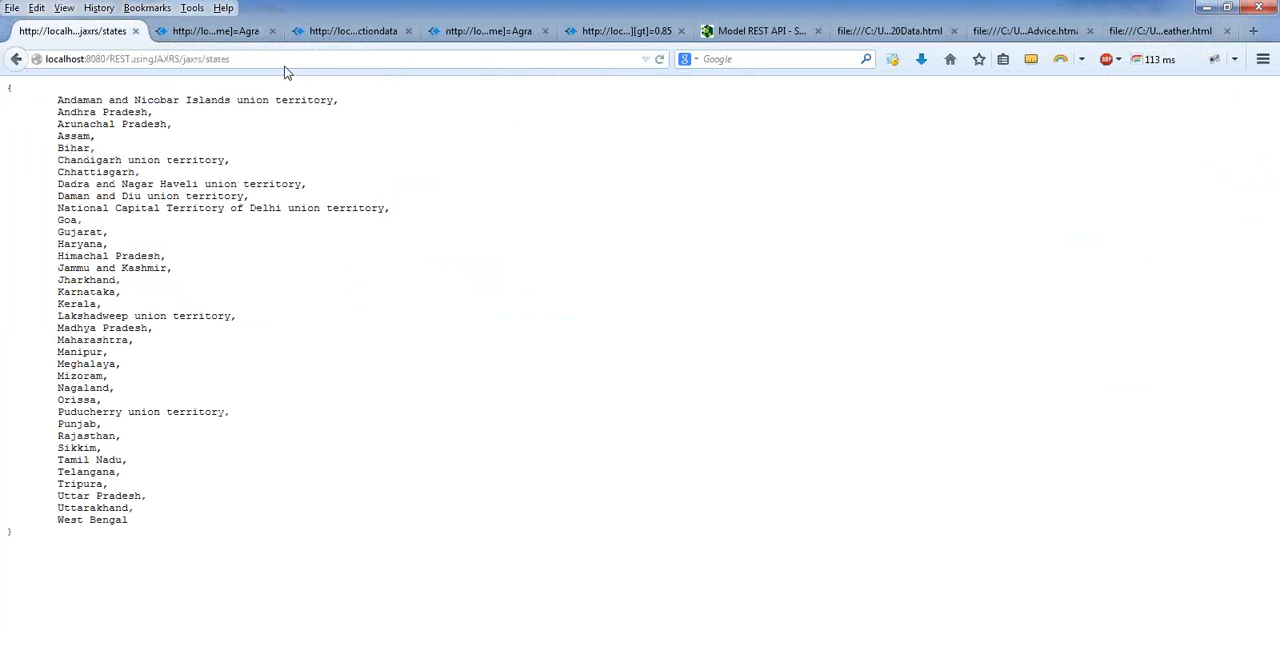 File Edit View History Bookmarks Tools Help
http://localh...jaxrs/states × http://lo...me]=Agra × http://loc...ctiondata × http://lo...me]=Agra × http://loc...][gt]=0.85 × Model REST API - S... × file:///C:/U...20Data.html × file:///C:/U...Advice.htm × file:///C:/U...eather.html × +
localhost:8080/RESTusingJAXRS/jaxrs/states Google ABP 113 ms
{
Andaman and Nicobar Islands union territory,
Andhra Pradesh,
Arunachal Pradesh,
Assam,
Bihar,
Chandigarh union territory,
Chhattisgarh,
Dadra and Nagar Haveli union territory,
Daman and Diu union territory,
National Capital Territory of Delhi union territory,
Goa,
Gujarat,
Haryana,
Himachal Pradesh,
Jammu and Kashmir,
Jharkhand,
Karnataka,
Kerala,
Lakshadweep union territory,
Madhya Pradesh,
Maharashtra,
Manipur,
Meghalaya,
Mizoram,
Nagaland,
Orissa,
Puducherry union territory,
Punjab,
Rajasthan,
Sikkim,
Tamil Nadu,
Telangana,
Tripura,
Uttar Pradesh,
Uttarakhand,
West Bengal
}